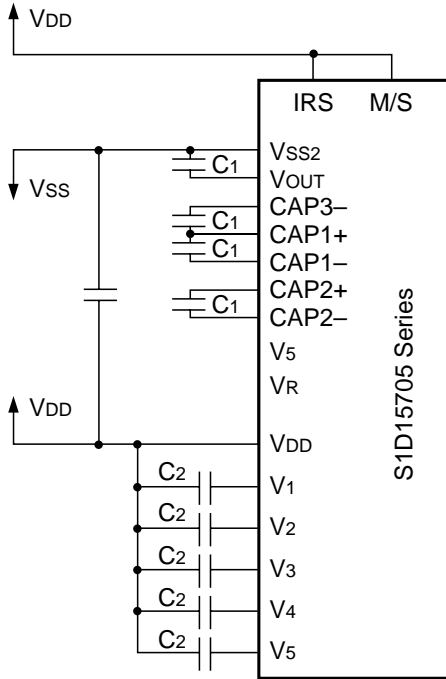 VDD
IRS M/S
VSS2
C1
VOUT
VSS
CAP3–
C1
CAP1+
C1
CAP1–
CAP2+
C1
CAP2–
V5
VR
S1D15705 Series
VDD
VDD
C2
V1
C2
V2
C2
V3
C2
V4
C2
V5